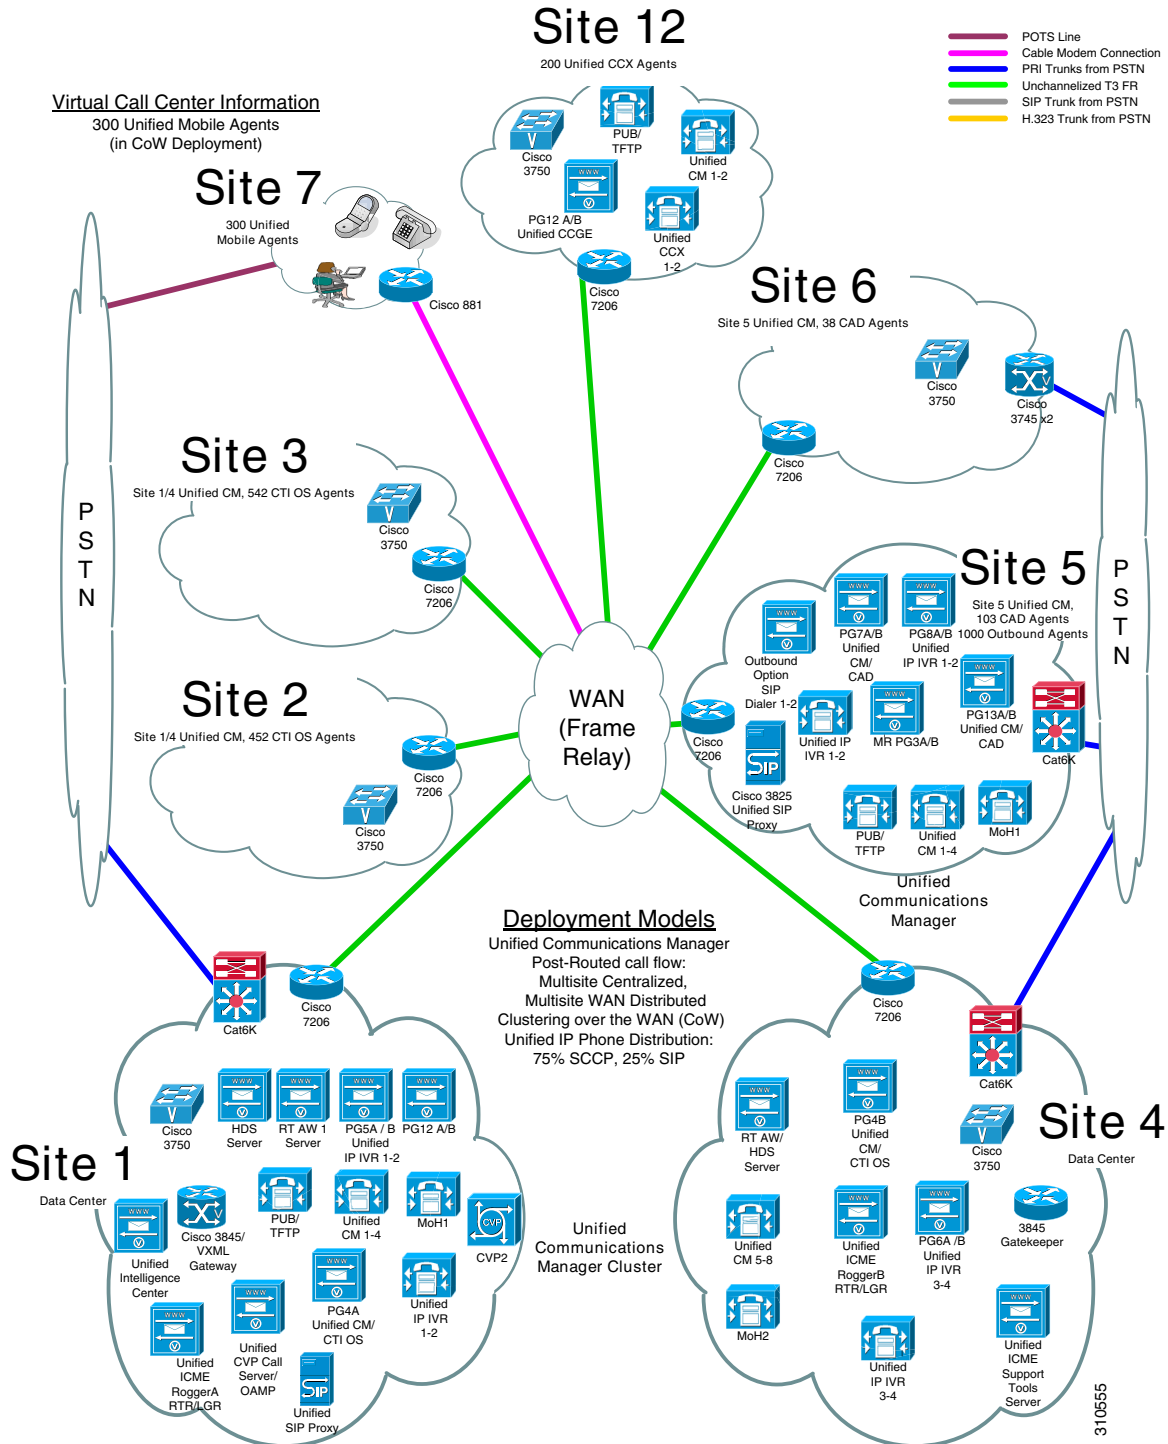 Site 12
200 Unified CCX Agents
POTS Line
Cable Modem Connection
PRI Trunks from PSTN
Unchannelized T3 FR
SIP Trunk from PSTN
H.323 Trunk from PSTN
Virtual Call Center Information
300 Unified Mobile Agents
(in CoW Deployment)
PUB/
TFTP
Cisco
3750
Unified
CM 1-2
PG12 A/B
Unified CCGE
Unified
CCX
1-2
Cisco
7206
Site 7
300 Unified
Mobile Agents
Cisco 881
Site 6
Site 5 Unified CM, 38 CAD Agents
Cisco
3750
Cisco
3745 x2
Cisco
7206
PSTN
Site 3
Site 1/4 Unified CM, 542 CTI OS Agents
Cisco
3750
Cisco
7206
PSTN
Site 5
Site 5 Unified CM,
103 CAD Agents
1000 Outbound Agents
PG7A/B
Unified
CM/
CAD
PG8A/B
Unified
IP IVR 1-2
Outbound
Option
SIP
Dialer 1-2
PG13A/B
Unified CM/
CAD
Cisco
7206
Unified IP
IVR 1-2
MR PG3A/B
Cat6K
Cisco 3825
Unified SIP
Proxy
PUB/
TFTP
Unified
CM 1-4
MoH1
Unified
Communications
Manager
WAN
(Frame
Relay)
Site 2
Site 1/4 Unified CM, 452 CTI OS Agents
Cisco
7206
Cisco
3750
Deployment Models
Unified Communications Manager
Post-Routed call flow:
Multisite Centralized,
Multisite WAN Distributed
Clustering over the WAN (CoW)
Unified IP Phone Distribution:
75% SCCP, 25% SIP
Cat6K
Cisco
7206
Site 1
Data Center
Cisco
3750
HDS
Server
RT AW 1
Server
PG5A / B
Unified
IP IVR 1-2
PG12 A/B
Unified
Intelligence
Center
Cisco 3845/
VXML
Gateway
PUB/
TFTP
Unified
CM 1-4
MoH1
CVP
CVP2
Unified
ICME
RoggerA
RTR/LGR
Unified
CVP Call
Server/
OAMP
PG4A
Unified CM/
CTI OS
Unified
IP IVR
1-2
Unified
SIP Proxy
Unified
Communications
Manager Cluster
Cisco
7206
Cat6K
Site 4
Data Center
RT AW/
HDS
Server
PG4B
Unified
CM/
CTI OS
Cisco
3750
Unified
CM 5-8
Unified
ICME
RoggerB
RTR/LGR
PG6A /B
Unified
IP IVR
3-4
3845
Gatekeeper
MoH2
Unified
IP IVR
3-4
Unified
ICME
Support
Tools
Server
310555